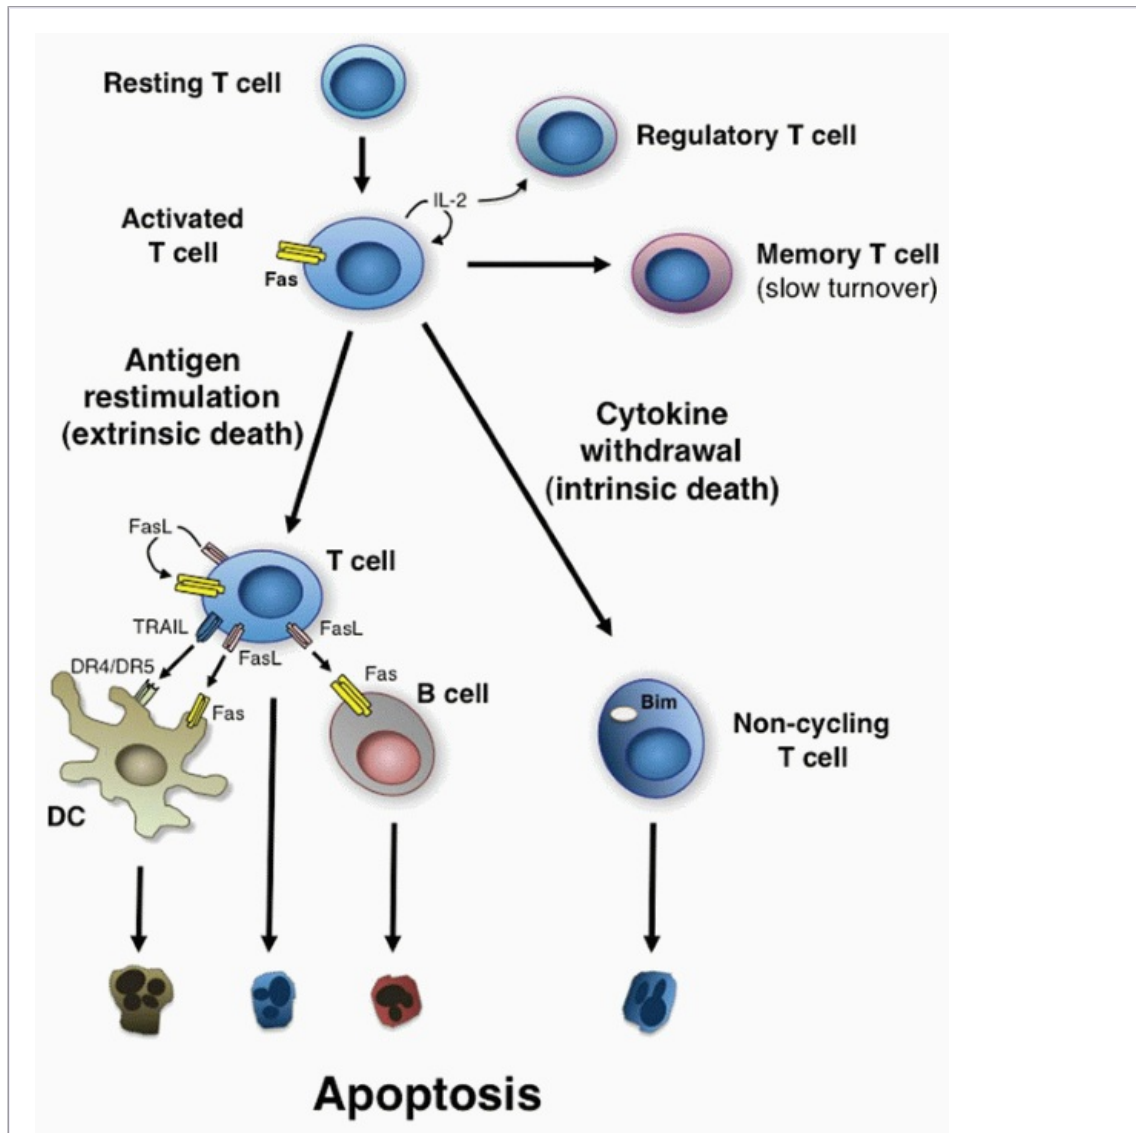 Resting T cell
Regulatory T cell
IL-2
Activated
T cell
Fas
Memory T cell
(slow turnover)
Antigen
restimulation
(extrinsic death)
Cytokine
withdrawal
(intrinsic death)
FasL
T cell
TRAIL
FasL
FasL
DR4/DR5
Fas
Fas
B cell
DC
Bim
Non-cycling
T cell
Apoptosis